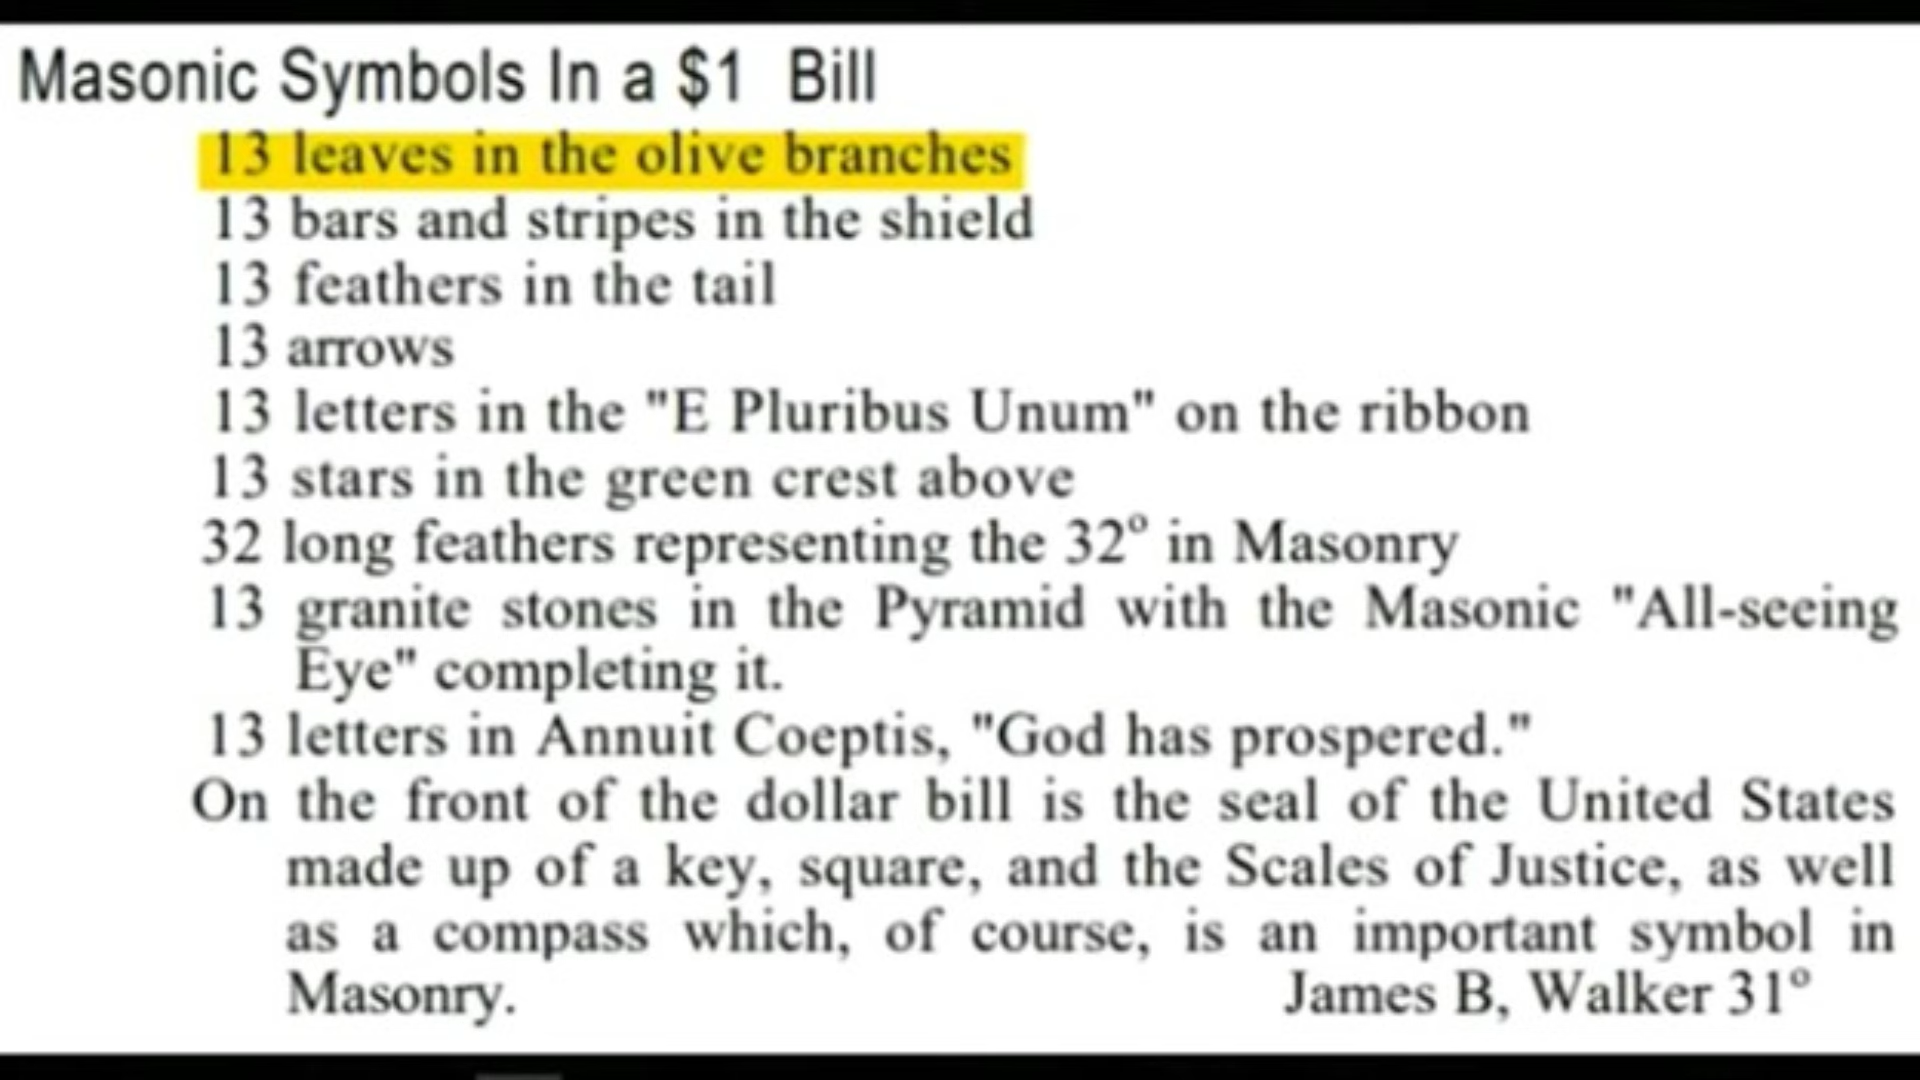 Masonic Symbols In a $1 Bill
13 leaves in the olive branches
13 bars and stripes in the shield
13 feathers in the tail
13 arrows
13 letters in the "E Pluribus Unum" on the ribbon
13 stars in the green crest above
32 long feathers representing the 32º in Masonry
13 granite stones in the Pyramid with the Masonic "All-seeing
Eye" completing it.
13 letters in Annuit Coeptis, "God has prospered."
On the front of the dollar bill is the seal of the United States
made up of a key, square, and the Scales of Justice, as well
as a compass which, of course, is an important symbol in
Masonry. James B, Walker 31º